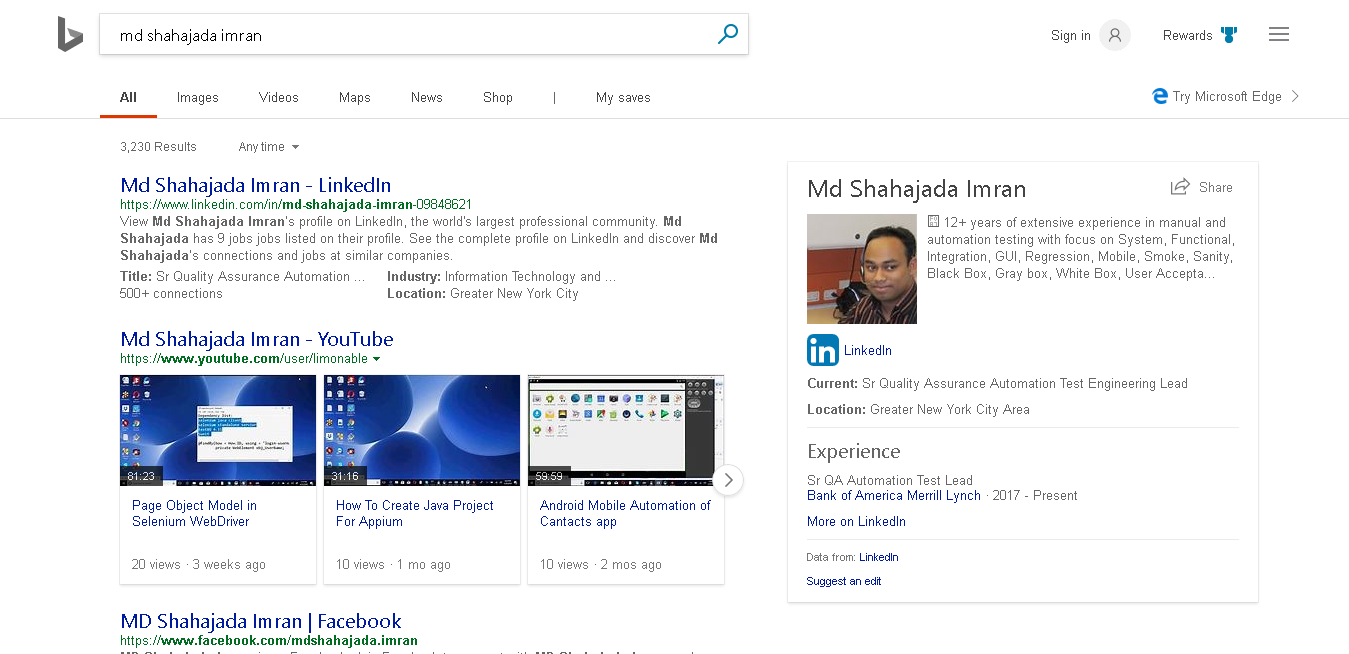 md shahajada imran
Sign in
Rewards
All
Images
Videos
Maps
News
Shop
|
My saves
Try Microsoft Edge
3,230 Results
Any time
Md Shahajada Imran - LinkedIn
https://www.linkedin.com/in/md-shahajada-imran-09848621
View Md Shahajada Imran's profile on LinkedIn, the world's largest professional community. Md
Shahajada has 9 jobs jobs listed on their profile. See the complete profile on LinkedIn and discover Md
Shahajada's connections and jobs at similar companies.
Title: Sr Quality Assurance Automation ...
Industry: Information Technology and ...
500+ connections
Location: Greater New York City
Md Shahajada Imran - YouTube
https://www.youtube.com/user/limonable
81:23
31:16
59:59
Page Object Model in
Selenium WebDriver
20 views · 3 weeks ago
How To Create Java Project
For Appium
10 views · 1 mo ago
Android Mobile Automation of
Cantacts app
10 views · 2 mos ago
MD Shahajada Imran | Facebook
https://www.facebook.com/mdshahajada.imran
Md Shahajada Imran
Share
12+ years of extensive experience in manual and
automation testing with focus on System, Functional,
Integration, GUI, Regression, Mobile, Smoke, Sanity,
Black Box, Gray box, White Box, User Accepta...
in LinkedIn
Current: Sr Quality Assurance Automation Test Engineering Lead
Location: Greater New York City Area
Experience
Sr QA Automation Test Lead
Bank of America Merrill Lynch · 2017 - Present
More on LinkedIn
Data from: LinkedIn
Suggest an edit